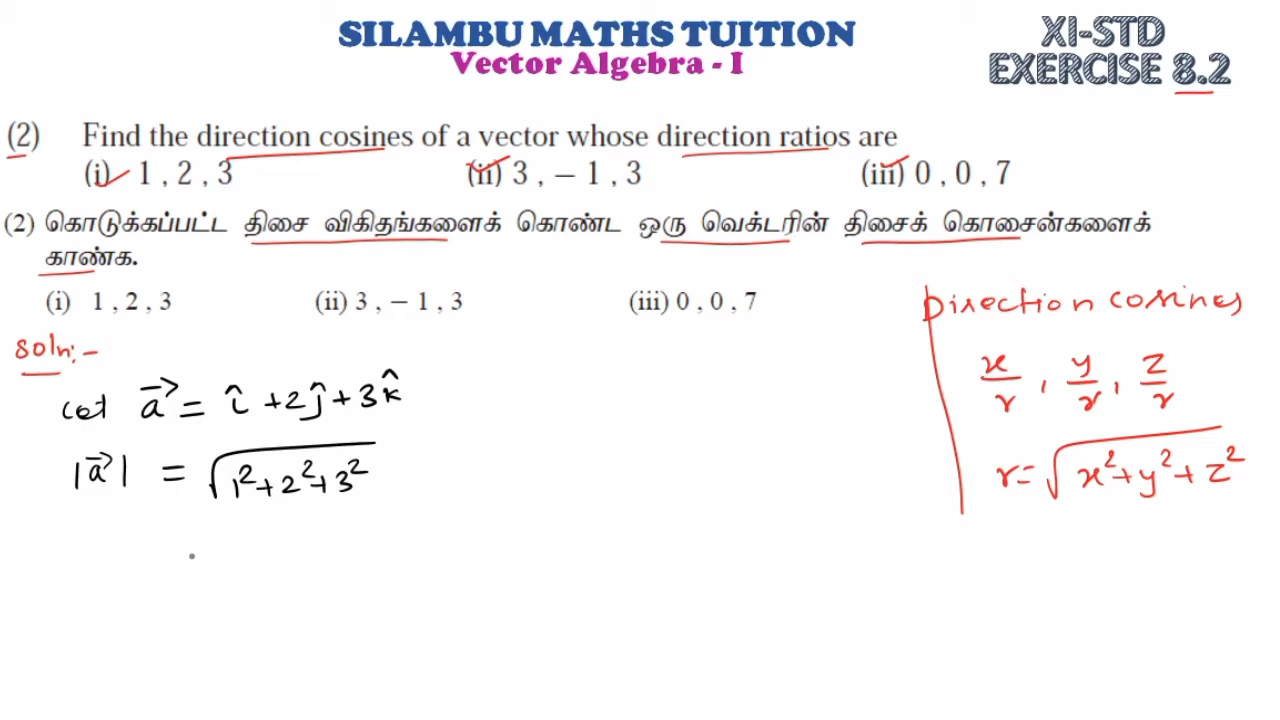 SILAMBU MATHS TUITION
Vector Algebra - I
XI-STD
EXERCISE 8.2
(2) Find the direction cosines of a vector whose direction ratios are
(i) 1 , 2 , 3 (ii) 3 , − 1 , 3 (iii) 0 , 0 , 7
(2) கொடுக்கப்பட்ட திசை விகிதங்களைக் கொண்ட ஒரு வெக்டரின் திசைக் கொசைன்களைக்
காண்க.
(i) 1 , 2 , 3 (ii) 3 , − 1 , 3 (iii) 0 , 0 , 7
Soln:-
Let a⃗ = î + 2ĵ + 3k̂
|a⃗| = √(1² + 2² + 3²)
Direction cosines
x/r , y/r , z/r
r = √(x² + y² + z²)